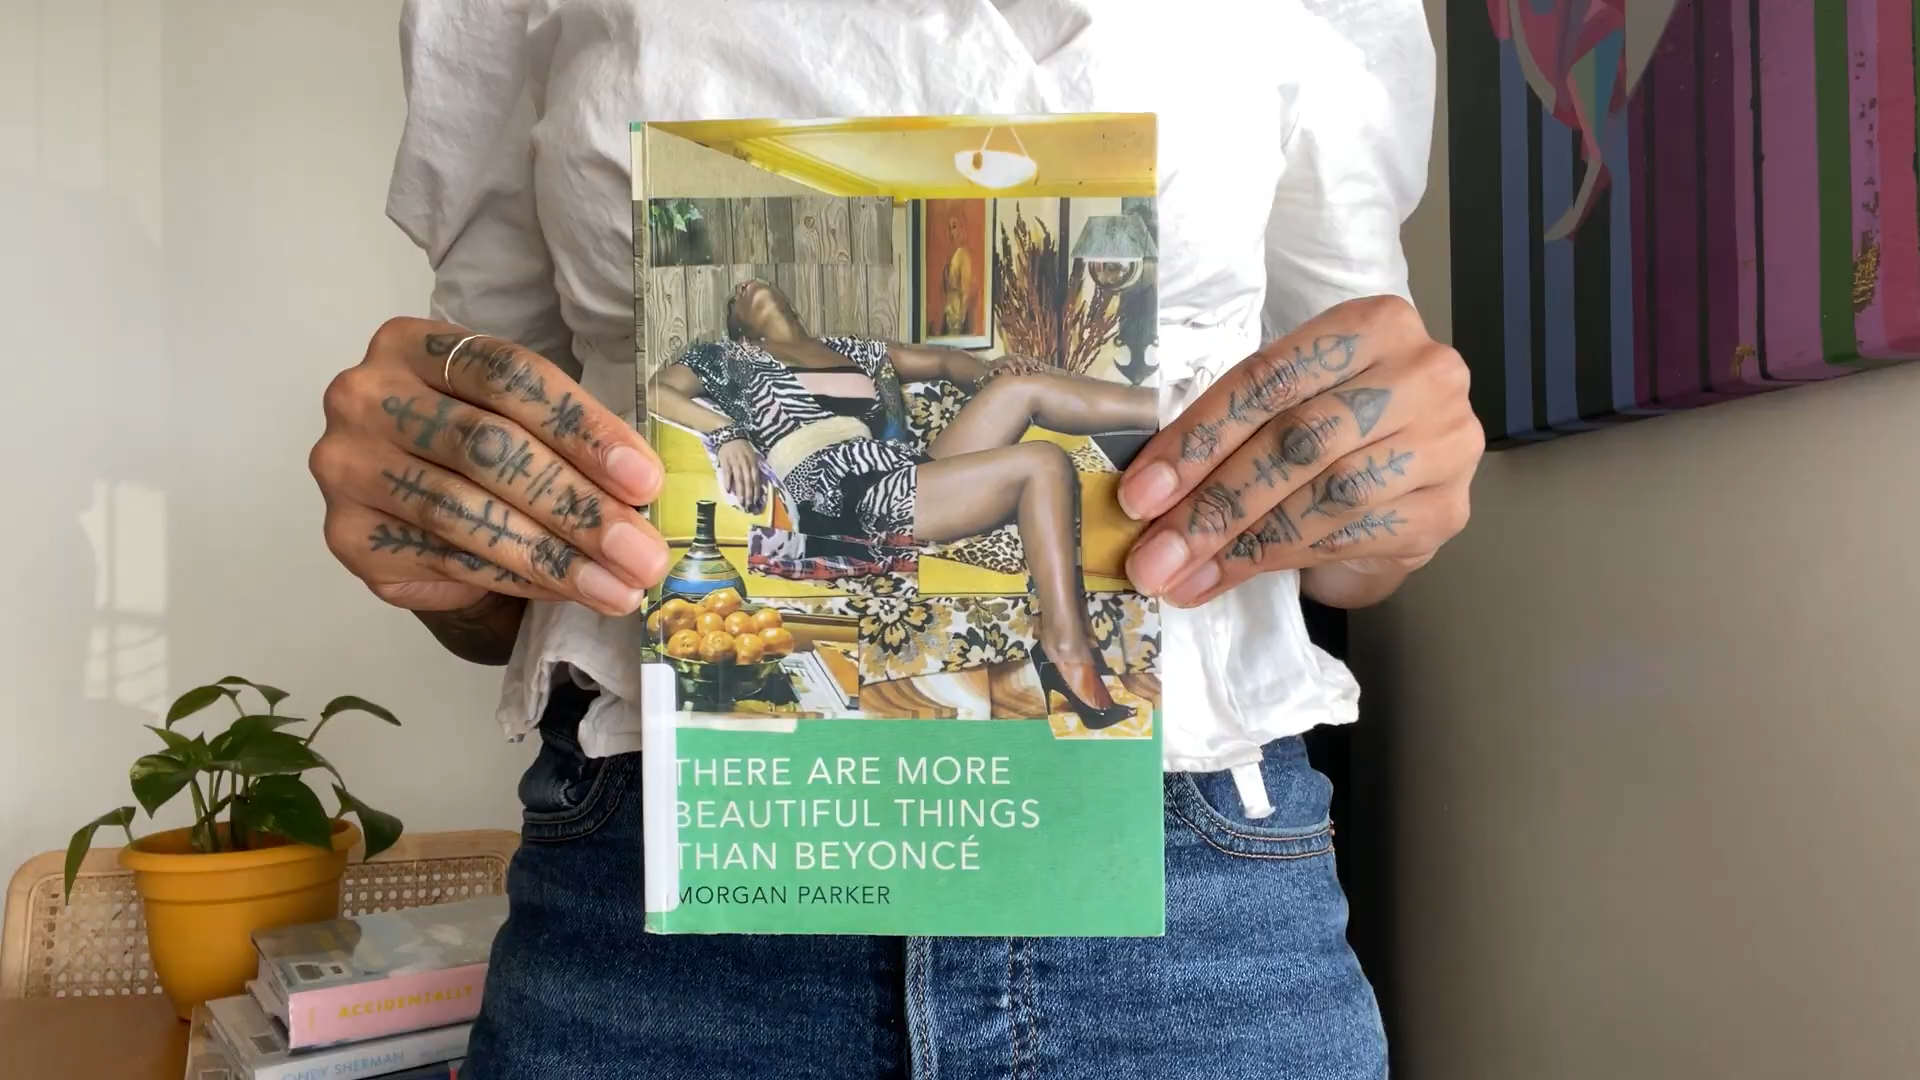 THERE ARE MORE
BEAUTIFUL THINGS
THAN BEYONCÉ
MORGAN PARKER
ACCIDENTALLY
CINDY SHERMAN